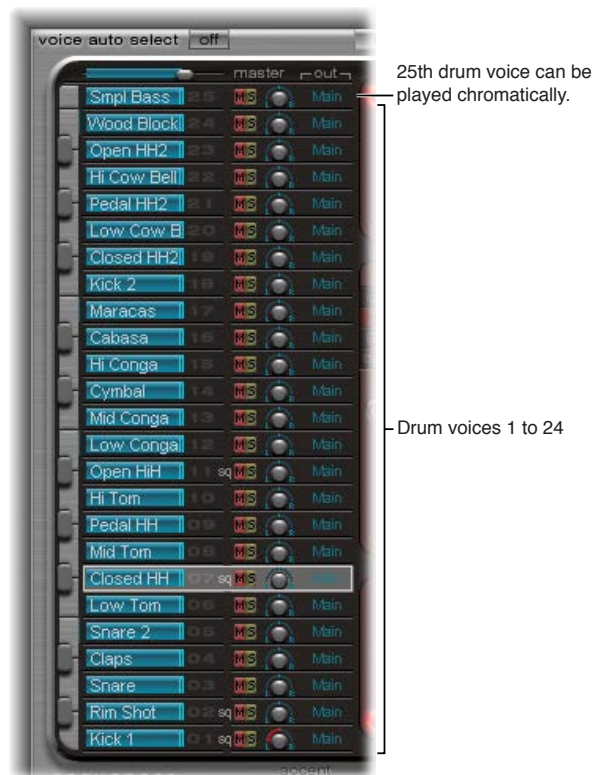 voice auto select off
master out
Smpl Bass 25 M S Main
Wood Block 24 M S Main
Open HH2 23 M S Main
Hi Cow Bell 22 M S Main
Pedal HH2 21 M S Main
Low Cow B 20 M S Main
Closed HH2 19 M S Main
Kick 2 18 M S Main
Maracas 17 M S Main
Cabasa 16 M S Main
Hi Conga 15 M S Main
Cymbal 14 M S Main
Mid Conga 13 M S Main
Low Conga 12 M S Main
Open HiH 11 sq M S Main
Hi Tom 10 M S Main
Pedal HH 09 M S Main
Mid Tom 08 M S Main
Closed HH 07 sq M S
Low Tom 06 M S Main
Snare 2 05 M S Main
Claps 04 M S Main
Snare 03 M S Main
Rim Shot 02 sq M S Main
Kick 1 01 sq M S Main
accent
25th drum voice can be
played chromatically.
Drum voices 1 to 24